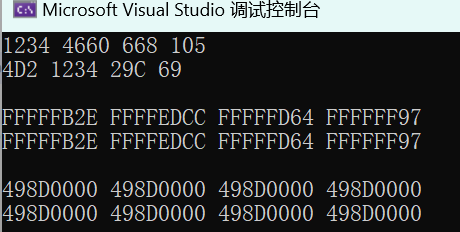 Microsoft Visual Studio 调试控制台
1234 4660 668 105
4D2 1234 29C 69
FFFFFB2E FFFFEDCC FFFFFD64 FFFFFF97
FFFFFB2E FFFFEDCC FFFFFD64 FFFFFF97
498D0000 498D0000 498D0000 498D0000
498D0000 498D0000 498D0000 498D0000